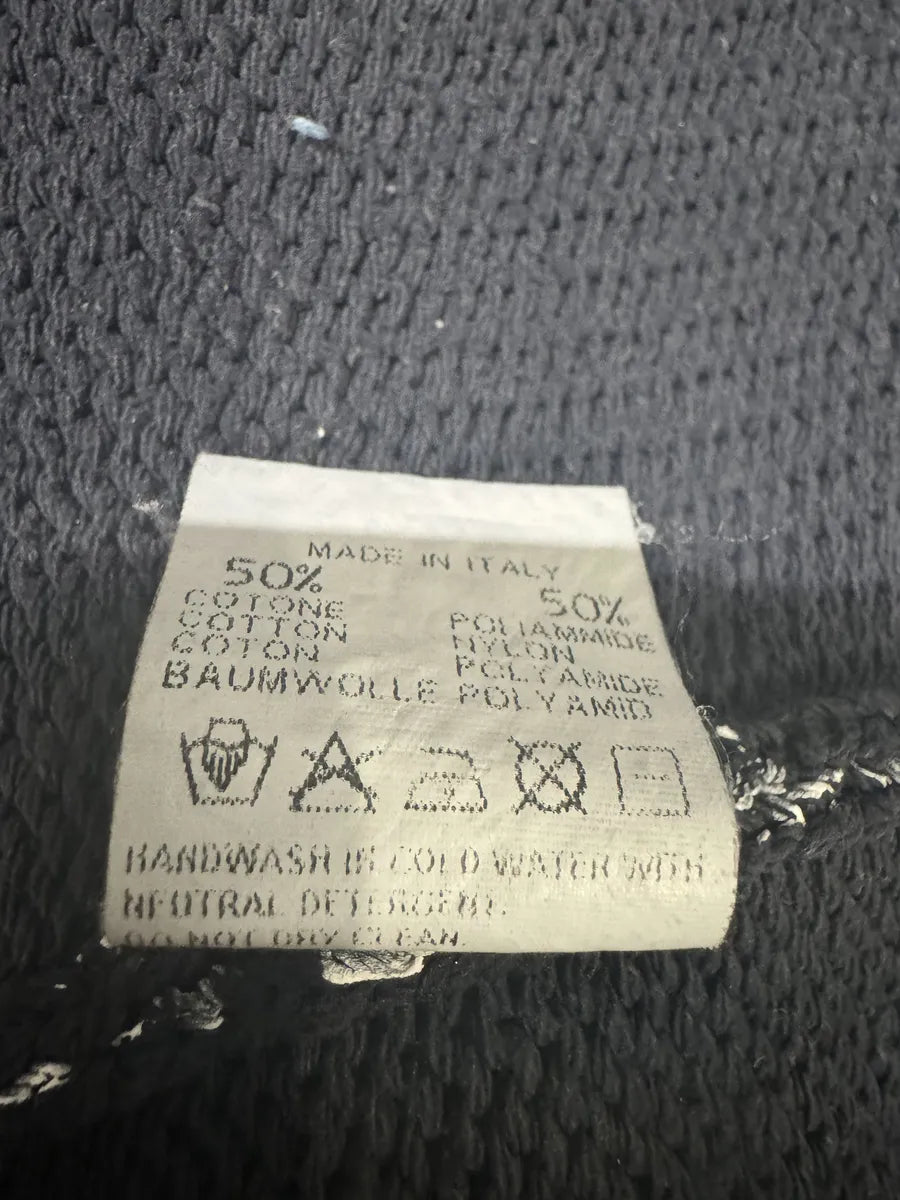 MADE IN ITALY
50%
COTONE
COTTON
COTON
BAUMWOLLE
50%
POLIAMMIDE
NYLON
POLYAMIDE
POLYAMID
HANDWASH IN COLD WATER WITH
NEUTRAL DETERGENT.
DO NOT DRY CLEAN.